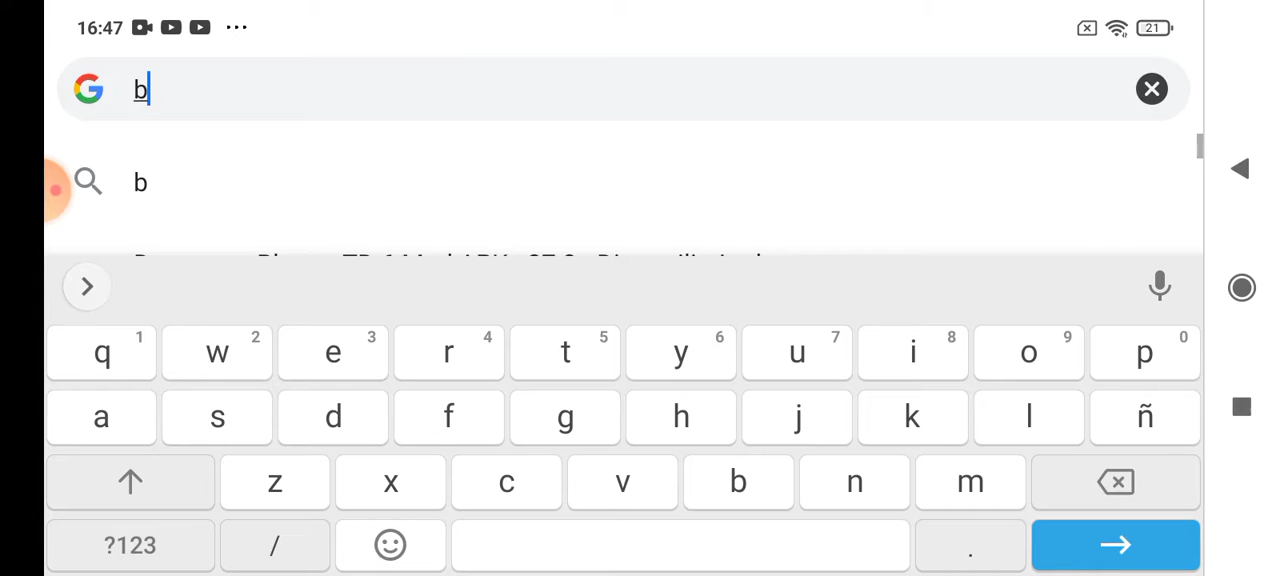 16:47 ... 21
b
b
q 1 w 2 e 3 r 4 t 5 y 6 u 7 i 8 o 9 p 0
a s d f g h j k l ñ
z x c v b n m
?123 / .